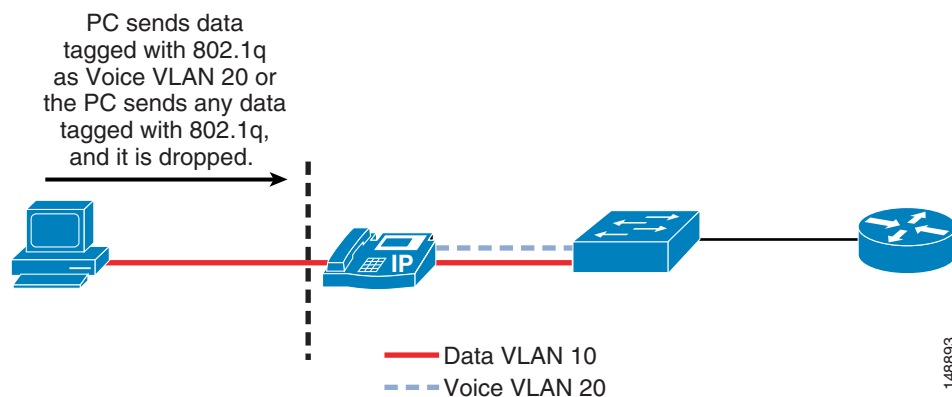 PC sends data
tagged with 802.1q
as Voice VLAN 20 or
the PC sends any data
tagged with 802.1q,
and it is dropped.
IP
Data VLAN 10
Voice VLAN 20
148893